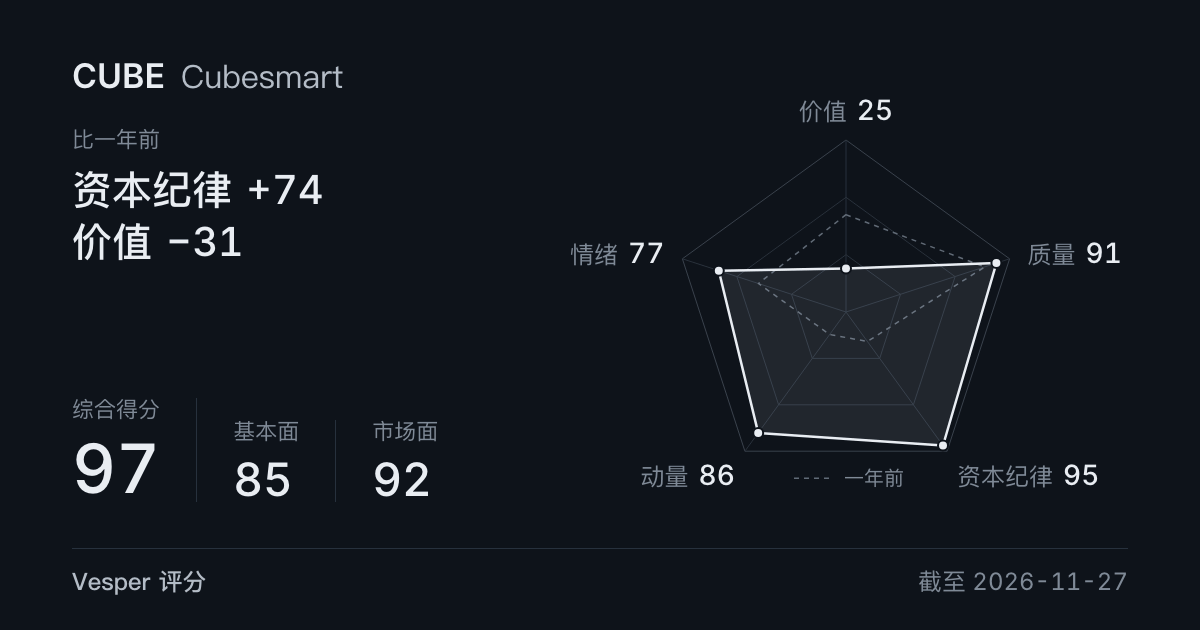 CUBE Cubesmart
比一年前
资本纪律 +74
价值 −31
综合得分
97
基本面
85
市场面
92
价值 25
质量 91
资本纪律 95
动量 86
情绪 77
一年前
Vesper 评分
截至 2026-11-27